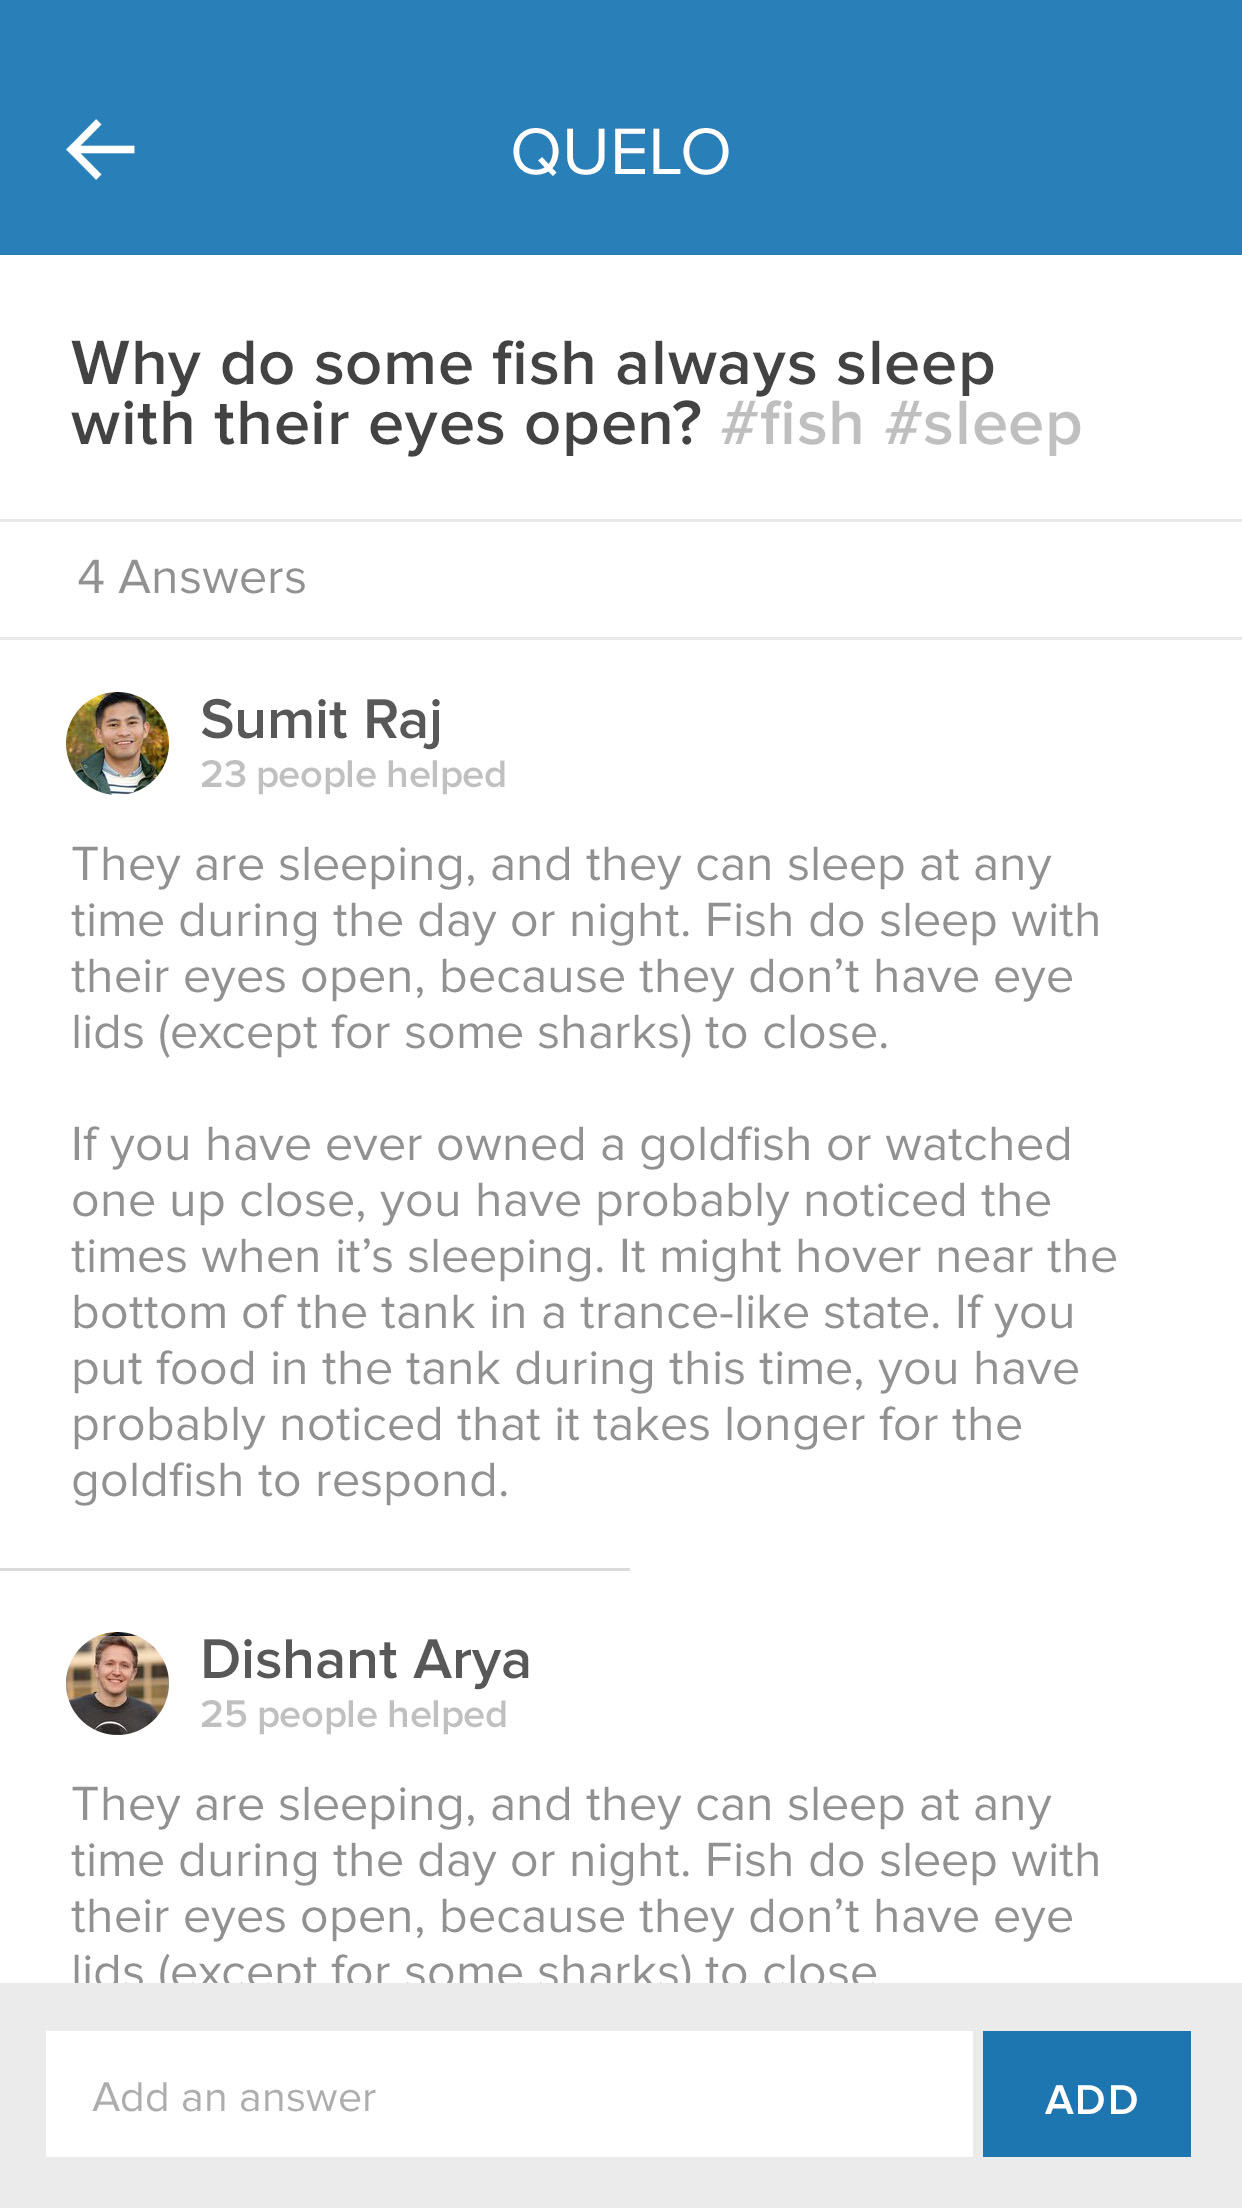 QUELO
Why do some fish always sleep
with their eyes open? #fish #sleep
4 Answers
Sumit Raj
23 people helped
They are sleeping, and they can sleep at any
time during the day or night. Fish do sleep with
their eyes open, because they don’t have eye
lids (except for some sharks) to close.
If you have ever owned a goldfish or watched
one up close, you have probably noticed the
times when it’s sleeping. It might hover near the
bottom of the tank in a trance-like state. If you
put food in the tank during this time, you have
probably noticed that it takes longer for the
goldfish to respond.
Dishant Arya
25 people helped
They are sleeping, and they can sleep at any
time during the day or night. Fish do sleep with
their eyes open, because they don’t have eye
lids (except for some sharks) to close
Add an answer
ADD